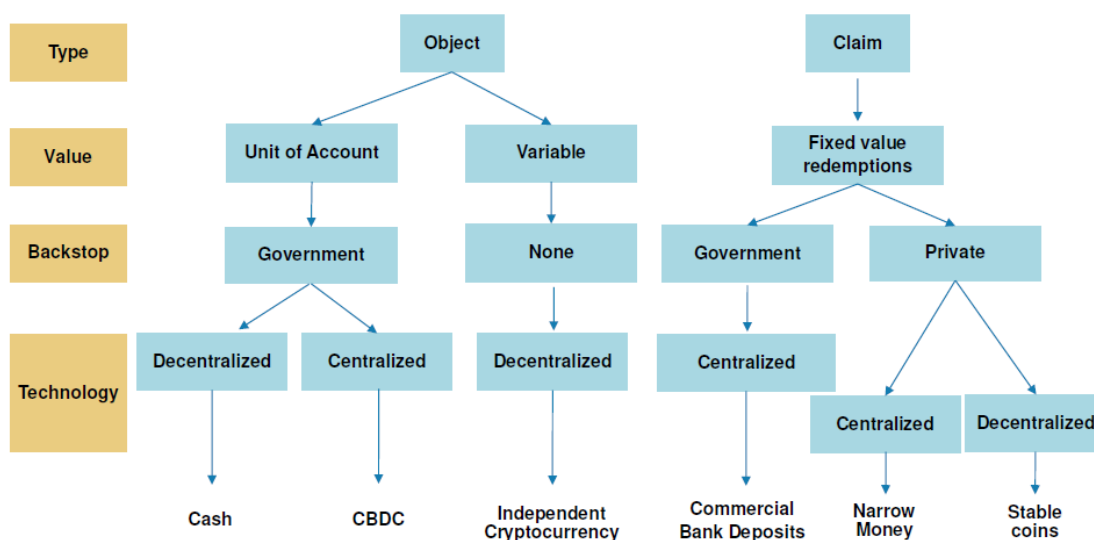 Type
Object
Claim
Value
Unit of Account
Variable
Fixed value
redemptions
Backstop
Government
None
Government
Private
Technology
Decentralized
Centralized
Decentralized
Centralized
Centralized
Decentralized
Cash
CBDC
Independent
Cryptocurrency
Commercial
Bank Deposits
Narrow
Money
Stable
coins